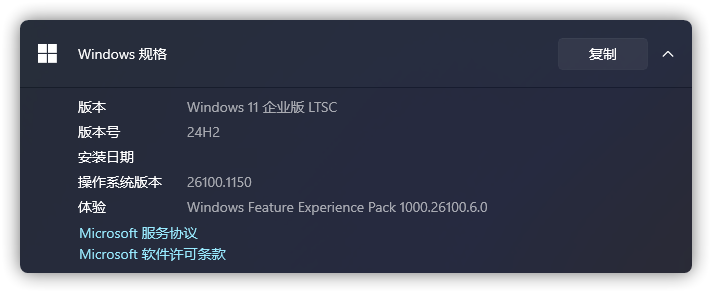 Windows 规格
复制
版本 Windows 11 企业版 LTSC
版本号 24H2
安装日期
操作系统版本 26100.1150
体验 Windows Feature Experience Pack 1000.26100.6.0
Microsoft 服务协议
Microsoft 软件许可条款